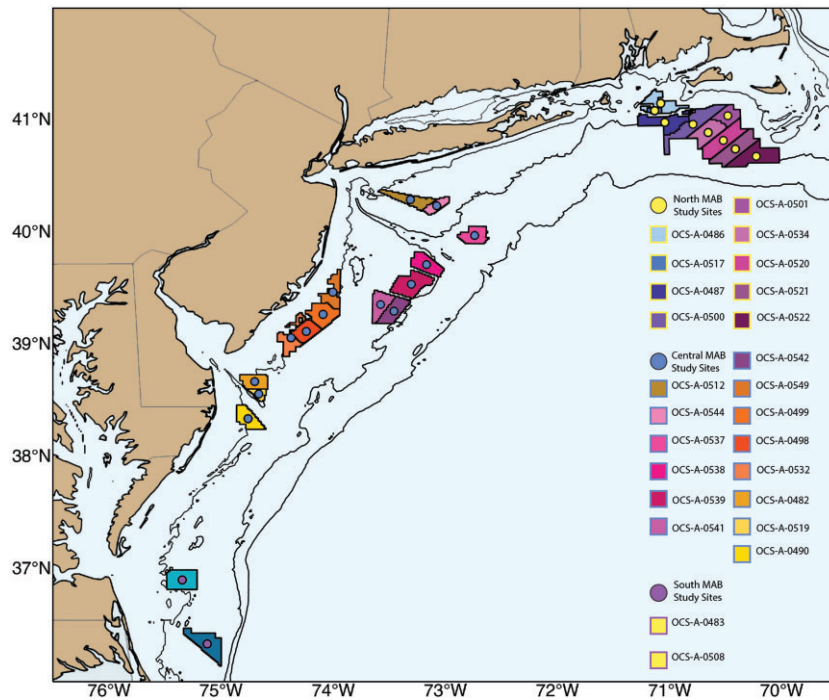 41°N
40°N
39°N
38°N
37°N
76°W
75°W
74°W
73°W
72°W
71°W
70°W
North MAB
Study Sites
OCS-A-0486
OCS-A-0517
OCS-A-0487
OCS-A-0500
OCS-A-0501
OCS-A-0534
OCS-A-0520
OCS-A-0521
OCS-A-0522
Central MAB
Study Sites
OCS-A-0512
OCS-A-0544
OCS-A-0537
OCS-A-0538
OCS-A-0539
OCS-A-0541
OCS-A-0542
OCS-A-0549
OCS-A-0499
OCS-A-0498
OCS-A-0532
OCS-A-0482
OCS-A-0519
OCS-A-0490
South MAB
Study Sites
OCS-A-0483
OCS-A-0508